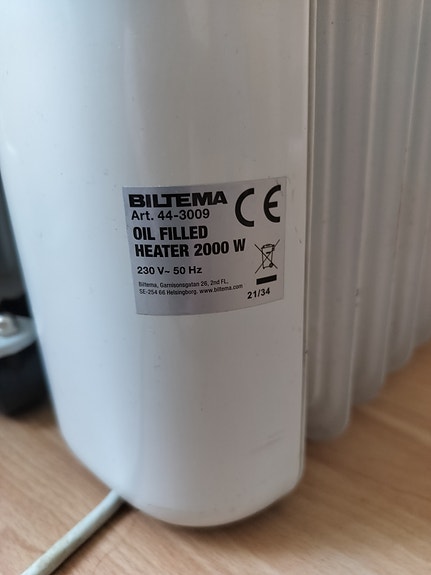 BILTEMA
Art. 44-3009
CE
OIL FILLED
HEATER 2000 W
230 V~ 50 Hz
Biltema, Garnisonsgatan 26, 2nd FL,
SE-254 66 Helsingborg. www.biltema.com
21/34